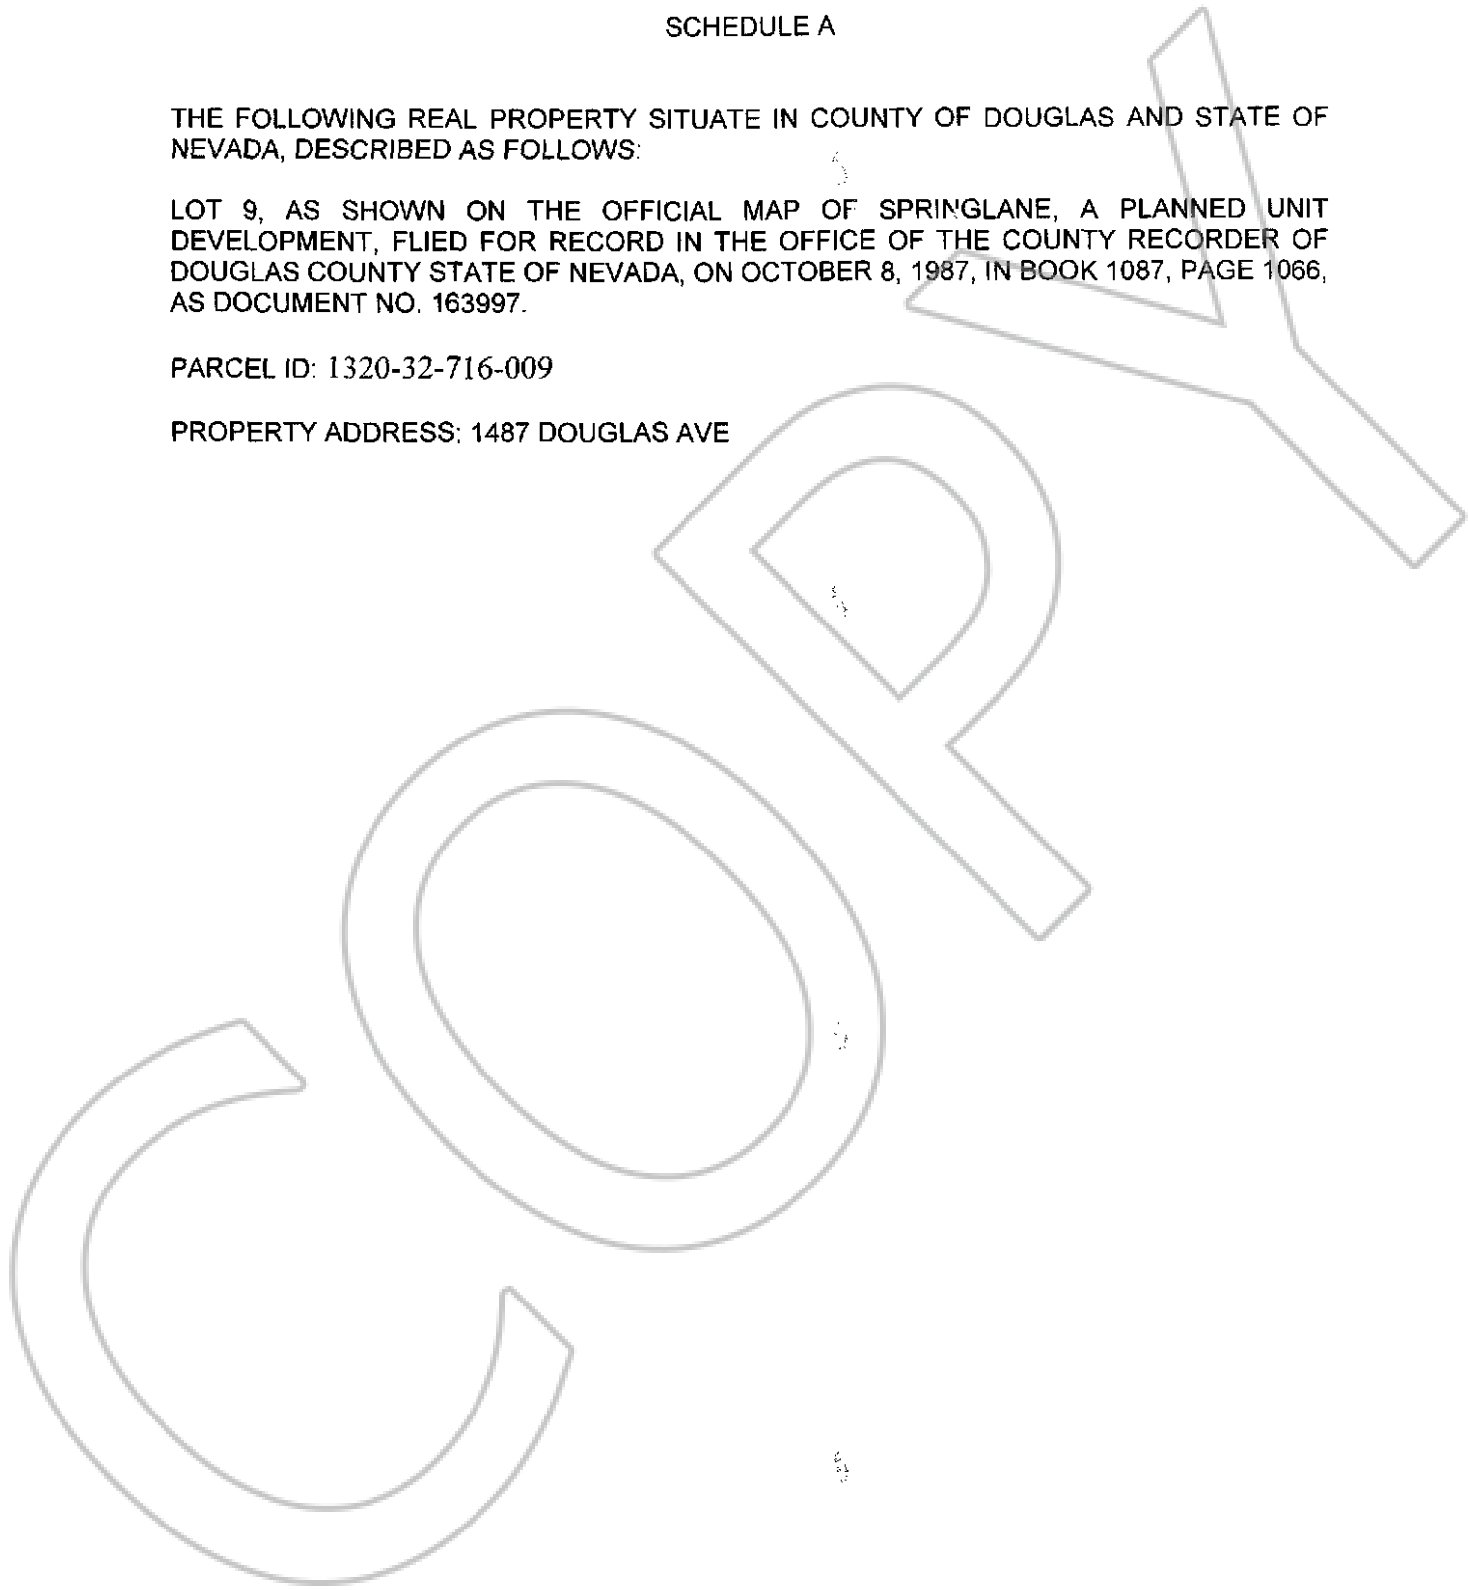 SCHEDULE A
THE FOLLOWING REAL PROPERTY SITUATE IN COUNTY OF DOUGLAS AND STATE OF
NEVADA, DESCRIBED AS FOLLOWS:
LOT 9, AS SHOWN ON THE OFFICIAL MAP OF SPRINGLANE, A PLANNED UNIT
DEVELOPMENT, FLIED FOR RECORD IN THE OFFICE OF THE COUNTY RECORDER OF
DOUGLAS COUNTY STATE OF NEVADA, ON OCTOBER 8, 1987, IN BOOK 1087, PAGE 1066,
AS DOCUMENT NO. 163997.
PARCEL ID: 1320-32-716-009
PROPERTY ADDRESS: 1487 DOUGLAS AVE
COPY